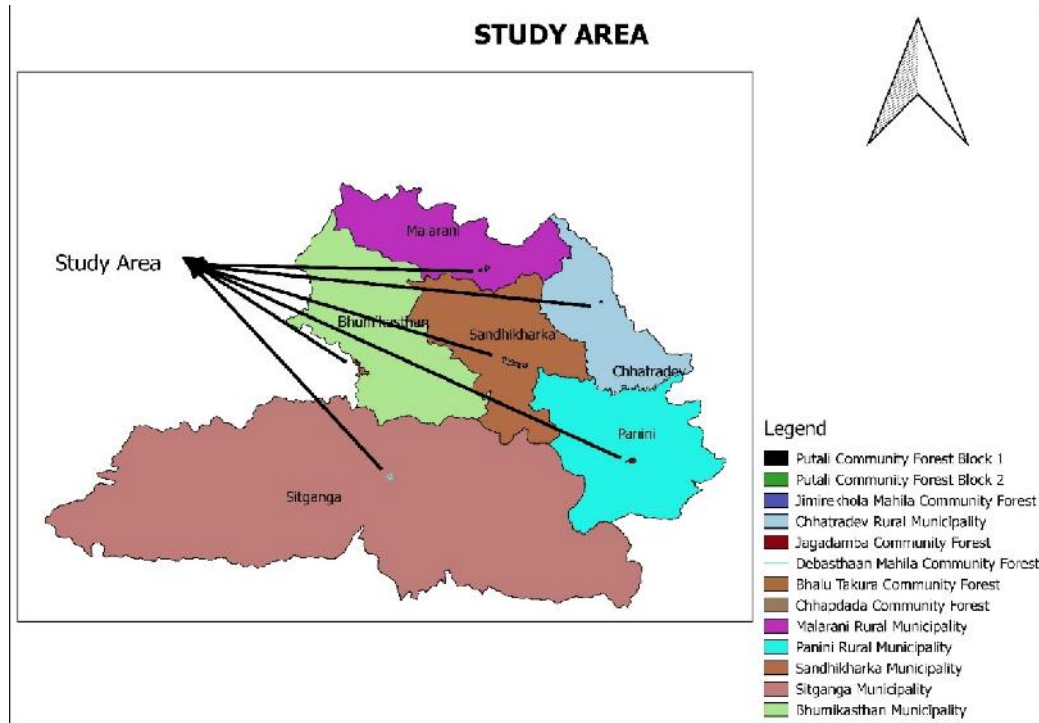 STUDY AREA
Malarani
Study Area
Bhumikasthan
Sandhikharka
Chhatradev
Panini
Sitganga
Legend
Putali Community Forest Block 1
Putali Community Forest Block 2
Jimirekhola Mahila Community Forest
Chhatradev Rural Municipality
Jagadamba Community Forest
Debasthaan Mahila Community Forest
Bhalu Takura Community Forest
Chhapdada Community Forest
Malarani Rural Municipality
Panini Rural Municipality
Sandhikharka Municipality
Sitganga Municipality
Bhumikasthan Municipality